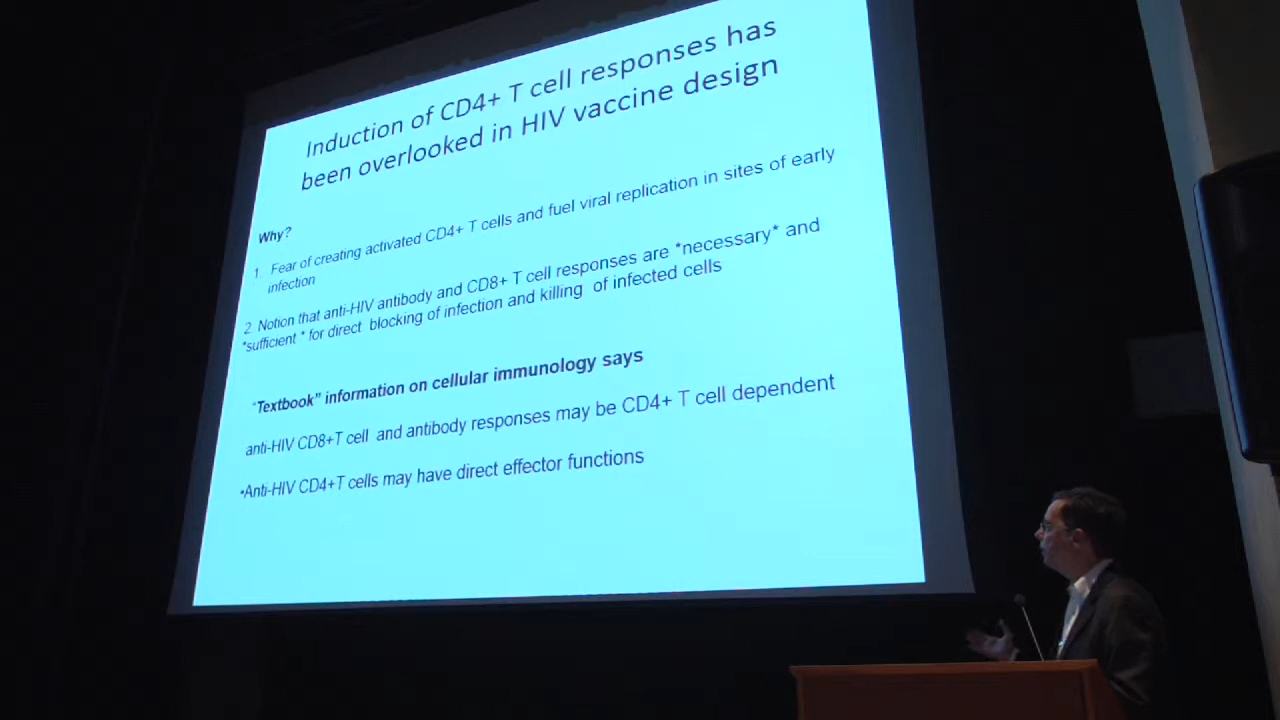 Induction of CD4+ T cell responses has
been overlooked in HIV vaccine design
Why?
1. Fear of creating activated CD4+ T cells and fuel viral replication in sites of early
infection
2. Notion that anti-HIV antibody and CD8+ T cell responses are *necessary* and
*sufficient * for direct blocking of infection and killing of infected cells
"Textbook" information on cellular immunology says
anti-HIV CD8+T cell and antibody responses may be CD4+ T cell dependent
•Anti-HIV CD4+T cells may have direct effector functions